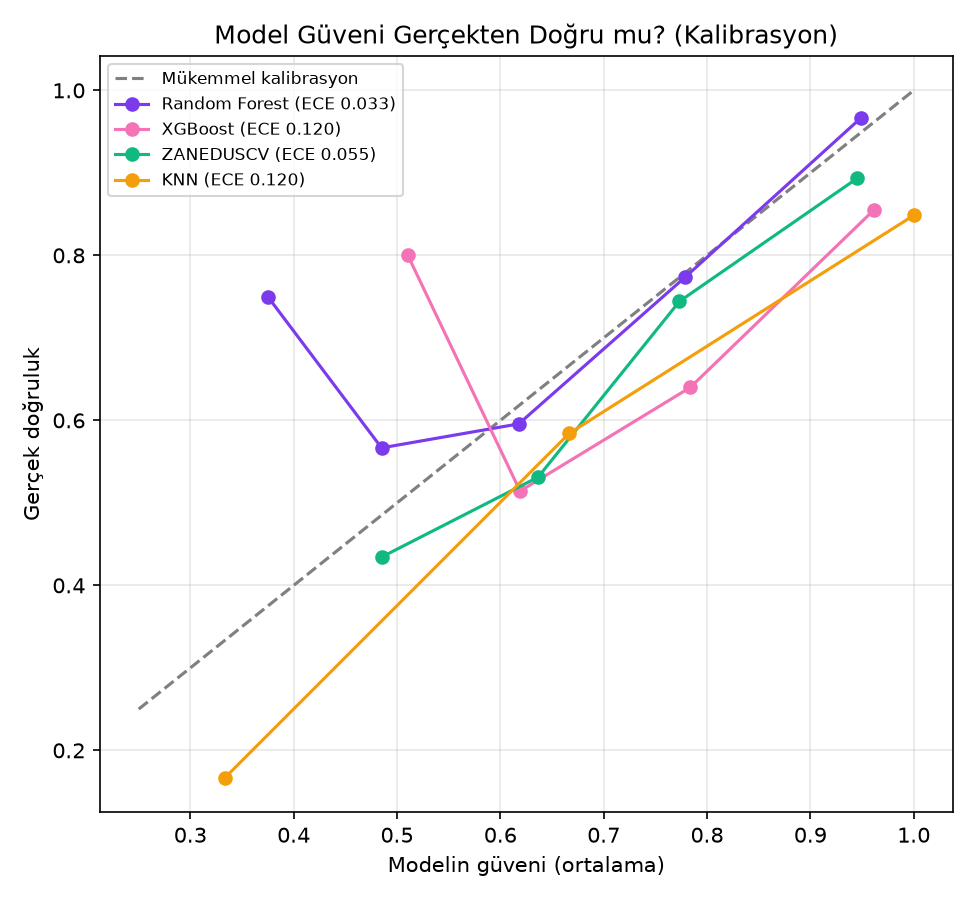 Model Güveni Gerçekten Doğru mu? (Kalibrasyon)
Mükemmel kalibrasyon
Random Forest (ECE 0.033)
XGBoost (ECE 0.120)
ZANEDUSCV (ECE 0.055)
KNN (ECE 0.120)
Gerçek doğruluk
1.0
0.8
0.6
0.4
0.2
0.3 0.4 0.5 0.6 0.7 0.8 0.9 1.0
Modelin güveni (ortalama)